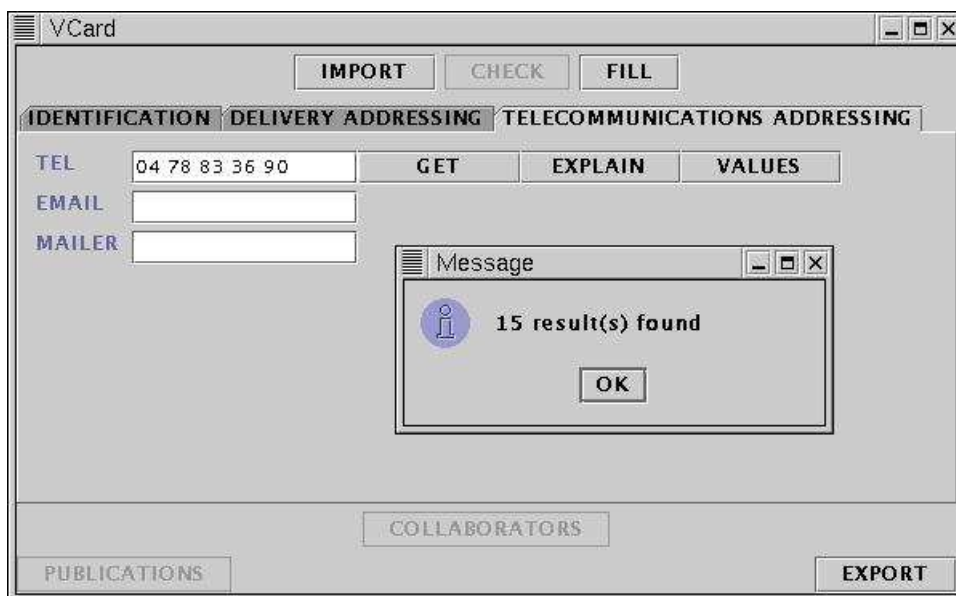 VCard
IMPORT CHECK FILL
IDENTIFICATION DELIVERY ADDRESSING TELECOMMUNICATIONS ADDRESSING
TEL 04 78 83 36 90 GET EXPLAIN VALUES
EMAIL
MAILER
Message
15 result(s) found
OK
COLLABORATORS
PUBLICATIONS EXPORT